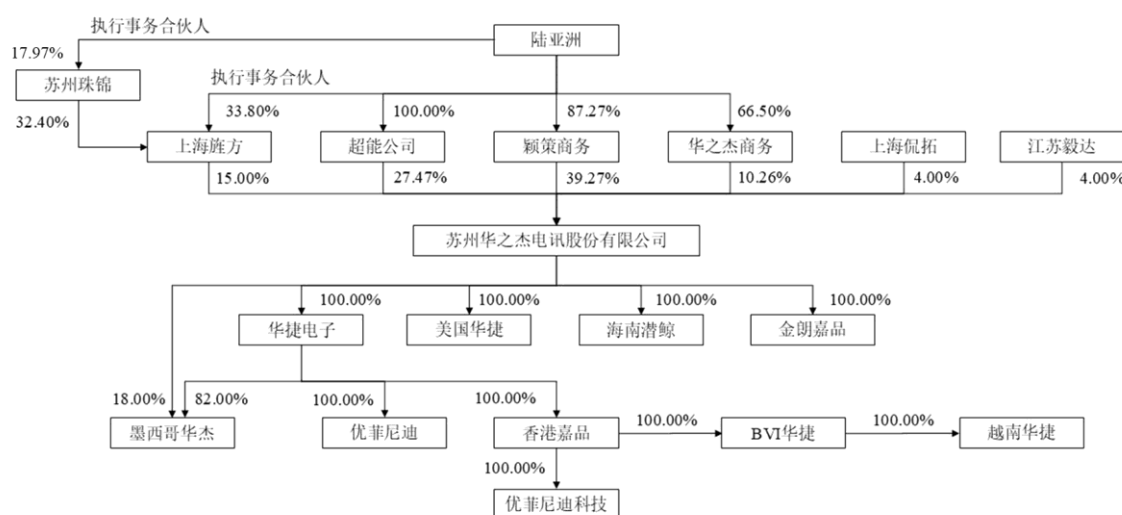 执行事务合伙人
陆亚洲
17.97%
苏州珠锦
执行事务合伙人
32.40%
33.80%
100.00%
87.27%
66.50%
上海旌方
超能公司
颖策商务
华之杰商务
上海侃拓
江苏毅达
15.00%
27.47%
39.27%
10.26%
4.00%
4.00%
苏州华之杰电讯股份有限公司
100.00%
100.00%
100.00%
100.00%
华捷电子
美国华捷
海南潜鲸
金朗嘉品
18.00%
82.00%
100.00%
100.00%
墨西哥华杰
优菲尼迪
香港嘉品
100.00%
BVI华捷
100.00%
越南华捷
100.00%
优菲尼迪科技